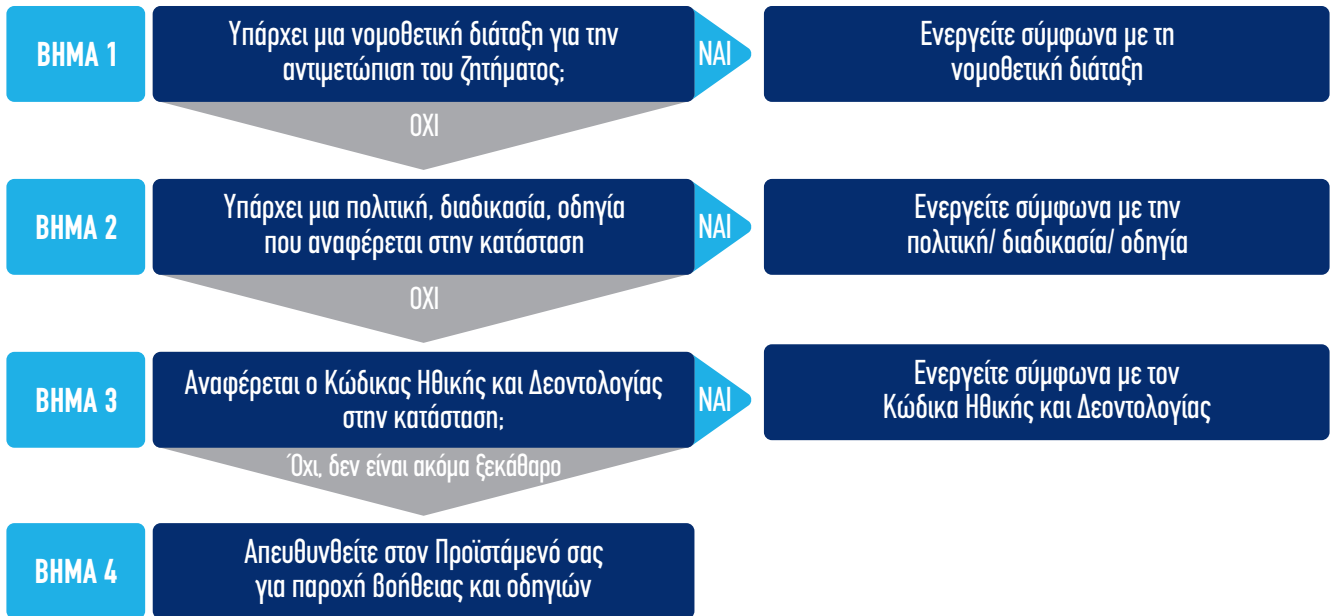 ΒΗΜΑ 1
Υπάρχει μια νομοθετική διάταξη για την
αντιμετώπιση του ζητήματος;
ΝΑΙ
Ενεργείτε σύμφωνα με τη
νομοθετική διάταξη
ΟΧΙ
ΒΗΜΑ 2
Υπάρχει μια πολιτική, διαδικασία, οδηγία
που αναφέρεται στην κατάσταση
ΝΑΙ
Ενεργείτε σύμφωνα με την
πολιτική/ διαδικασία/ οδηγία
ΟΧΙ
ΒΗΜΑ 3
Αναφέρεται ο Κώδικας Ηθικής και Δεοντολογίας
στην κατάσταση;
ΝΑΙ
Ενεργείτε σύμφωνα με τον
Κώδικα Ηθικής και Δεοντολογίας
Όχι, δεν είναι ακόμα ξεκάθαρο
ΒΗΜΑ 4
Απευθυνθείτε στον Προϊστάμενό σας
για παροχή βοήθειας και οδηγιών